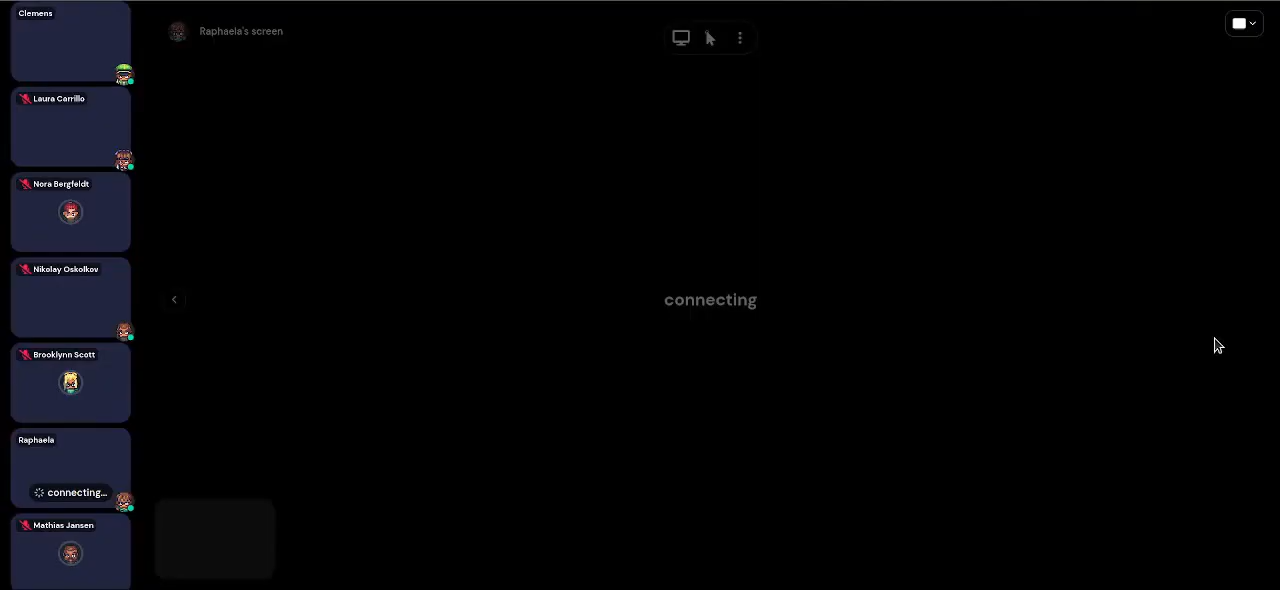 Clemens
Raphaela's screen
Laura Carrillo
Nora Bergfeldt
Nikolay Oskolkov
connecting
Brooklynn Scott
Raphaela
connecting...
Mathias Jansen